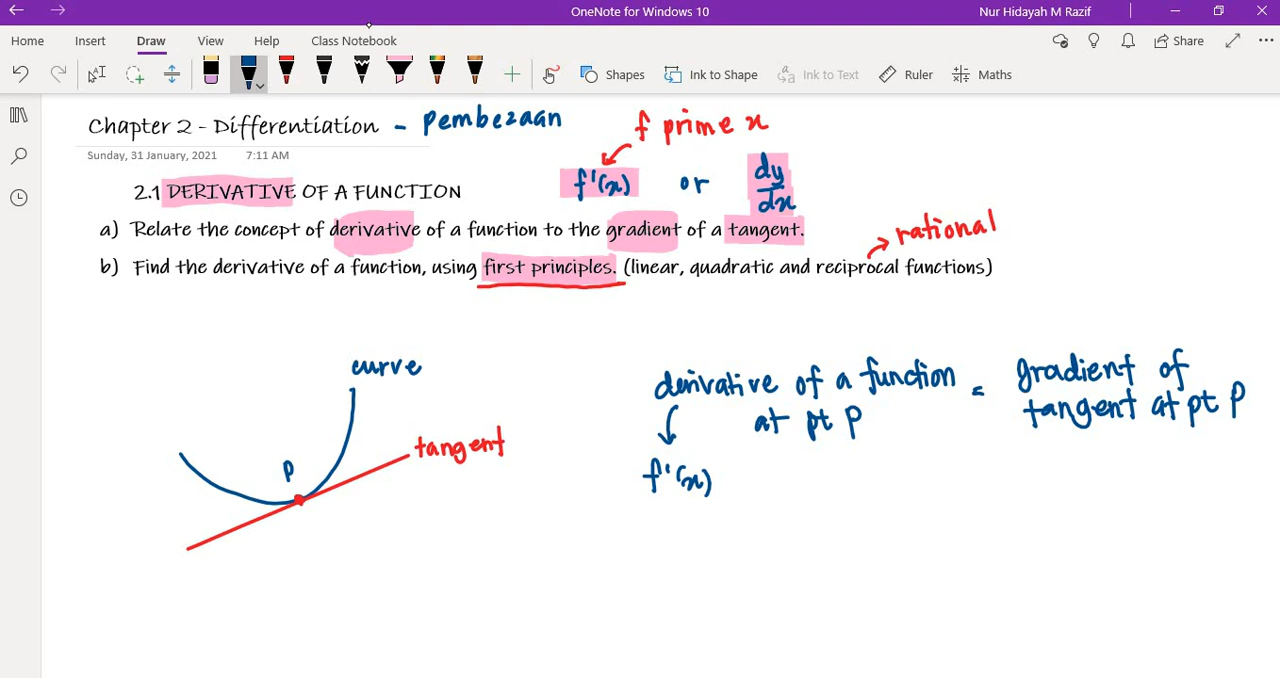 OneNote for Windows 10
Nur Hidayah M Razif
Home Insert Draw View Help Class Notebook
Share
Shapes Ink to Shape Ink to Text Ruler Maths
Chapter 2 - Differentiation - pembezaan
f prime x
Sunday, 31 January, 2021 7:11 AM
2.1 DERIVATIVE OF A FUNCTION
f'(x) or dy/dx
a) Relate the concept of derivative of a function to the gradient of a tangent.
rational
b) Find the derivative of a function, using first principles. (linear, quadratic and reciprocal functions)
curve
tangent
P
derivative of a function at pt P = gradient of tangent at pt P
f'(x)